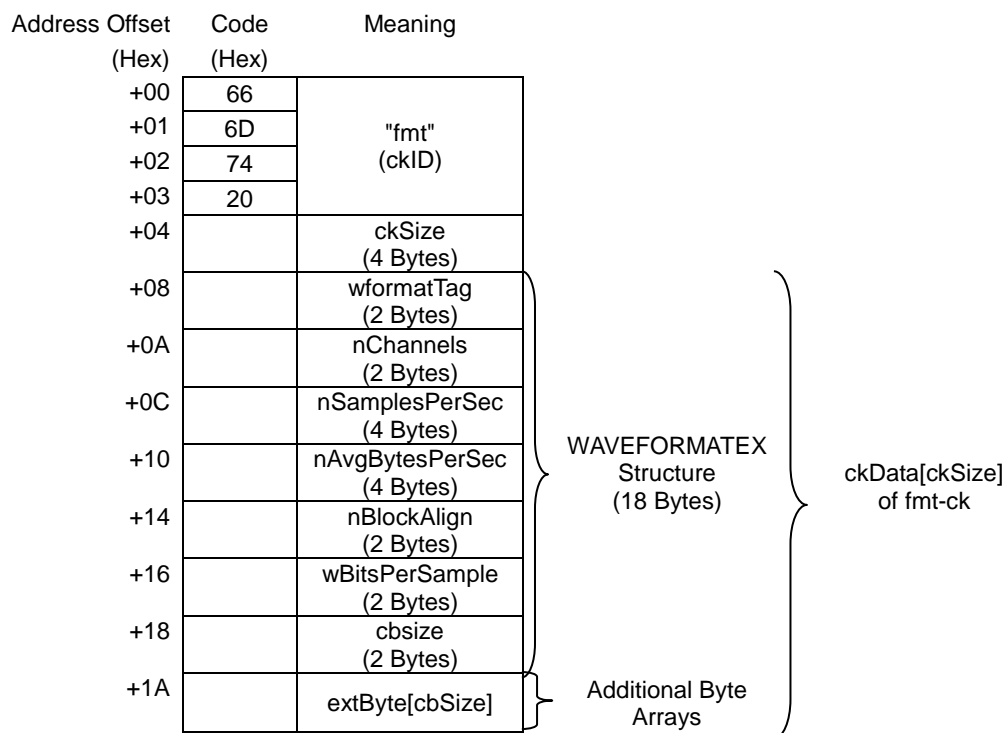 Address Offset Code Meaning
(Hex) (Hex)
+00 66
+01 6D "fmt"
+02 74 (ckID)
+03 20
+04 ckSize
(4 Bytes)
+08 wformatTag
(2 Bytes)
+0A nChannels
(2 Bytes)
+0C nSamplesPerSec
(4 Bytes)
+10 nAvgBytesPerSec
(4 Bytes)
+14 nBlockAlign
(2 Bytes)
+16 wBitsPerSample
(2 Bytes)
+18 cbsize
(2 Bytes)
+1A extByte[cbSize]
WAVEFORMATEX
Structure
(18 Bytes)
Additional Byte
Arrays
ckData[ckSize]
of fmt-ck